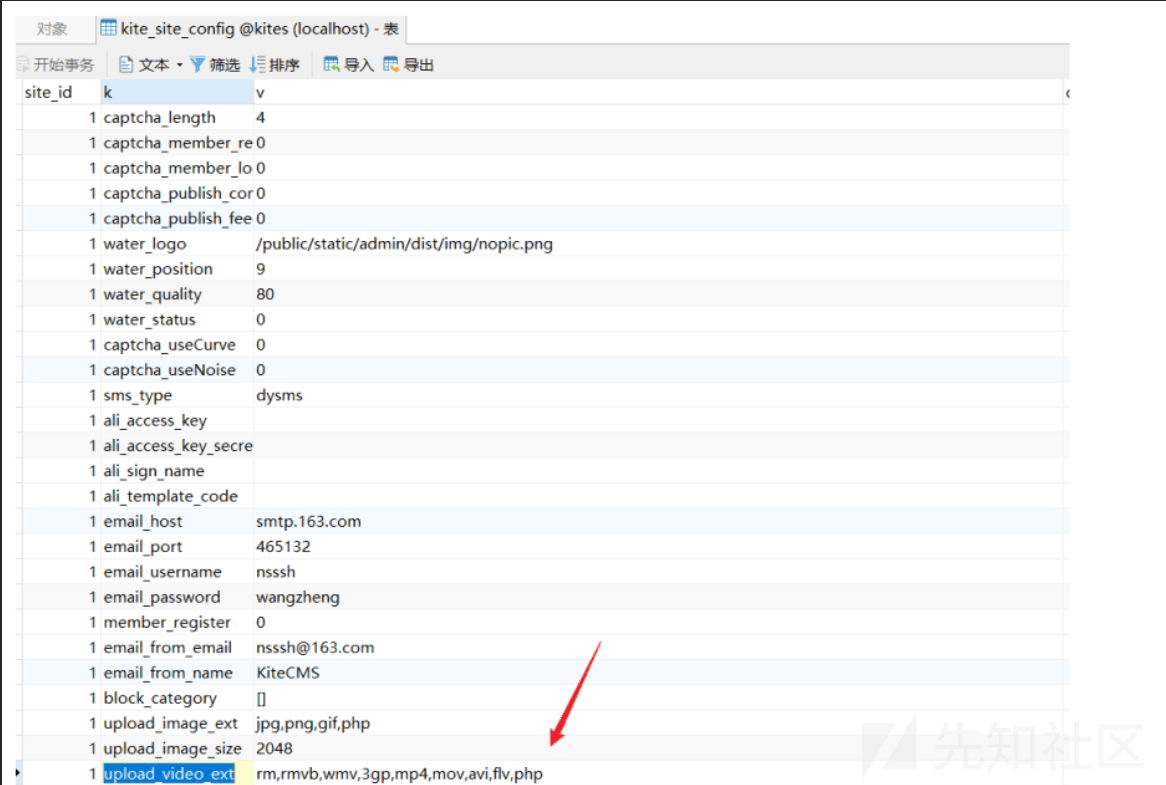 对象 kite_site_config @kites (localhost) - 表
开始事务 文本 筛选 排序 导入 导出
site_id k v
1 captcha_length 4
1 captcha_member_re 0
1 captcha_member_lo 0
1 captcha_publish_cor 0
1 captcha_publish_fee 0
1 water_logo /public/static/admin/dist/img/nopic.png
1 water_position 9
1 water_quality 80
1 water_status 0
1 captcha_useCurve 0
1 captcha_useNoise 0
1 sms_type dysms
1 ali_access_key
1 ali_access_key_secre
1 ali_sign_name
1 ali_template_code
1 email_host smtp.163.com
1 email_port 465132
1 email_username nsssh
1 email_password wangzheng
1 member_register 0
1 email_from_email nsssh@163.com
1 email_from_name KiteCMS
1 block_category []
1 upload_image_ext jpg,png,gif,php
1 upload_image_size 2048
1 upload_video_ext rm,rmvb,wmv,3gp,mp4,mov,avi,flv,php
先知社区